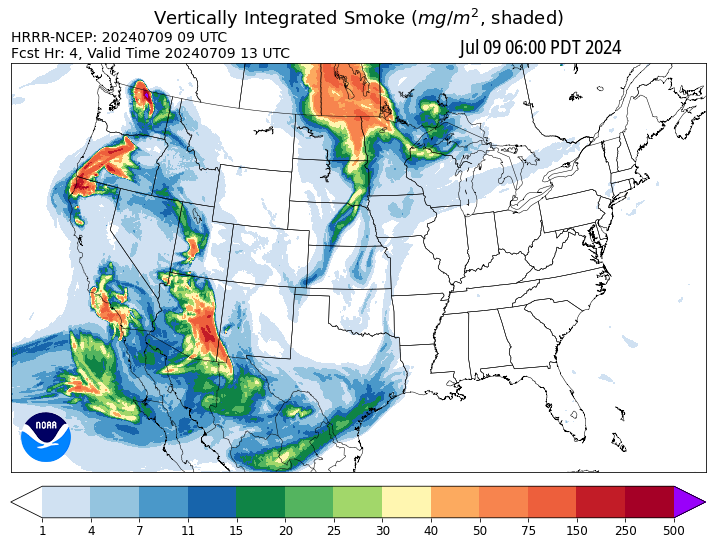 Vertically Integrated Smoke (mg/m², shaded)
HRRR-NCEP: 20240709 09 UTC
Fcst Hr: 4, Valid Time 20240709 13 UTC
Jul 09 06:00 PDT 2024
NOAA
1 4 7 11 15 20 25 30 40 50 75 150 250 500